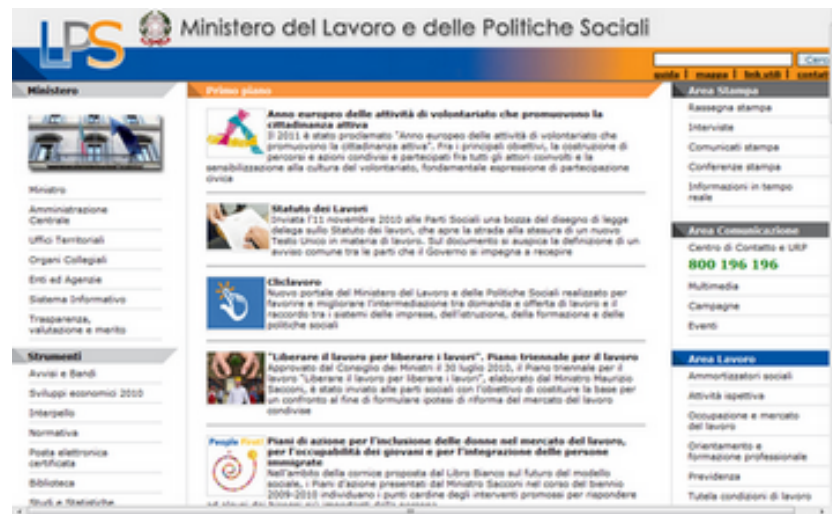 LPS
Ministero del Lavoro e delle Politiche Sociali
Cerc
guida | mappa | link utili | contat
Ministero
Ministro
Amministrazione
Centrale
Uffici Territoriali
Organi Collegiali
Enti ed Agenzie
Sistema Informativo
Trasparenza,
valutazione e merito
Strumenti
Avvisi e Bandi
Sviluppi economici 2010
Interpello
Normativa
Posta elettronica
certificata
Biblioteca
Studi e Statistiche
Primo piano
Anno europeo delle attività di volontariato che promuovono la
cittadinanza attiva
Il 2011 è stato proclamato "Anno europeo delle attività di volontariato che
promuovono la cittadinanza attiva". Fra i principali obiettivi, la costruzione di
percorsi e azioni condivisi e partecipati fra tutti gli attori coinvolti e la
sensibilizzazione alla cultura del volontariato, fondamentale espressione di partecipazione
civica
Statuto dei Lavori
Inviata l'11 novembre 2010 alle Parti Sociali una bozza del disegno di legge
delega sullo Statuto dei lavori, che apre la strada alla stesura di un nuovo
Testo Unico in materia di lavoro. Sul documento si auspica la definizione di un
avviso comune tra le parti che il Governo si impegna a recepire
Cliclavoro
Nuovo portale del Ministero del Lavoro e delle Politiche Sociali realizzato per
favorire e migliorare l'intermediazione tra domanda e offerta di lavoro e il
raccordo tra i sistemi delle imprese, dell'istruzione, della formazione e delle
politiche sociali
"Liberare il lavoro per liberare i lavori", Piano triennale per il lavoro
Approvato dal Consiglio dei Ministri il 30 luglio 2010, il Piano triennale per il
lavoro "Liberare il lavoro per liberare i lavori", elaborato dal Ministro Maurizio
Sacconi, è stato inviato alle parti sociali con l'obiettivo di costituire la base per
un confronto al fine di formulare ipotesi di riforma del mercato del lavoro
condivise
People First
Piani di azione per l'inclusione delle donne nel mercato del lavoro,
per l'occupabilità dei giovani e per l'integrazione delle persone
immigrate
Nell'ambito della cornice proposta dal Libro Bianco sul futuro del modello
sociale, i Piani d'azione presentati dal Ministro Sacconi nel corso del biennio
2009-2010 individuano i punti cardine degli interventi promossi per rispondere
Area Stampa
Rassegna stampa
Interviste
Comunicati stampa
Conferenze stampa
Informazioni in tempo
reale
Area Comunicazione
Centro di Contatto e URP
800 196 196
Multimedia
Campagne
Eventi
Area Lavoro
Ammortizzatori sociali
Attività ispettiva
Occupazione e mercato
del lavoro
Orientamento e
formazione professionale
Previdenza
Tutela condizioni di lavoro